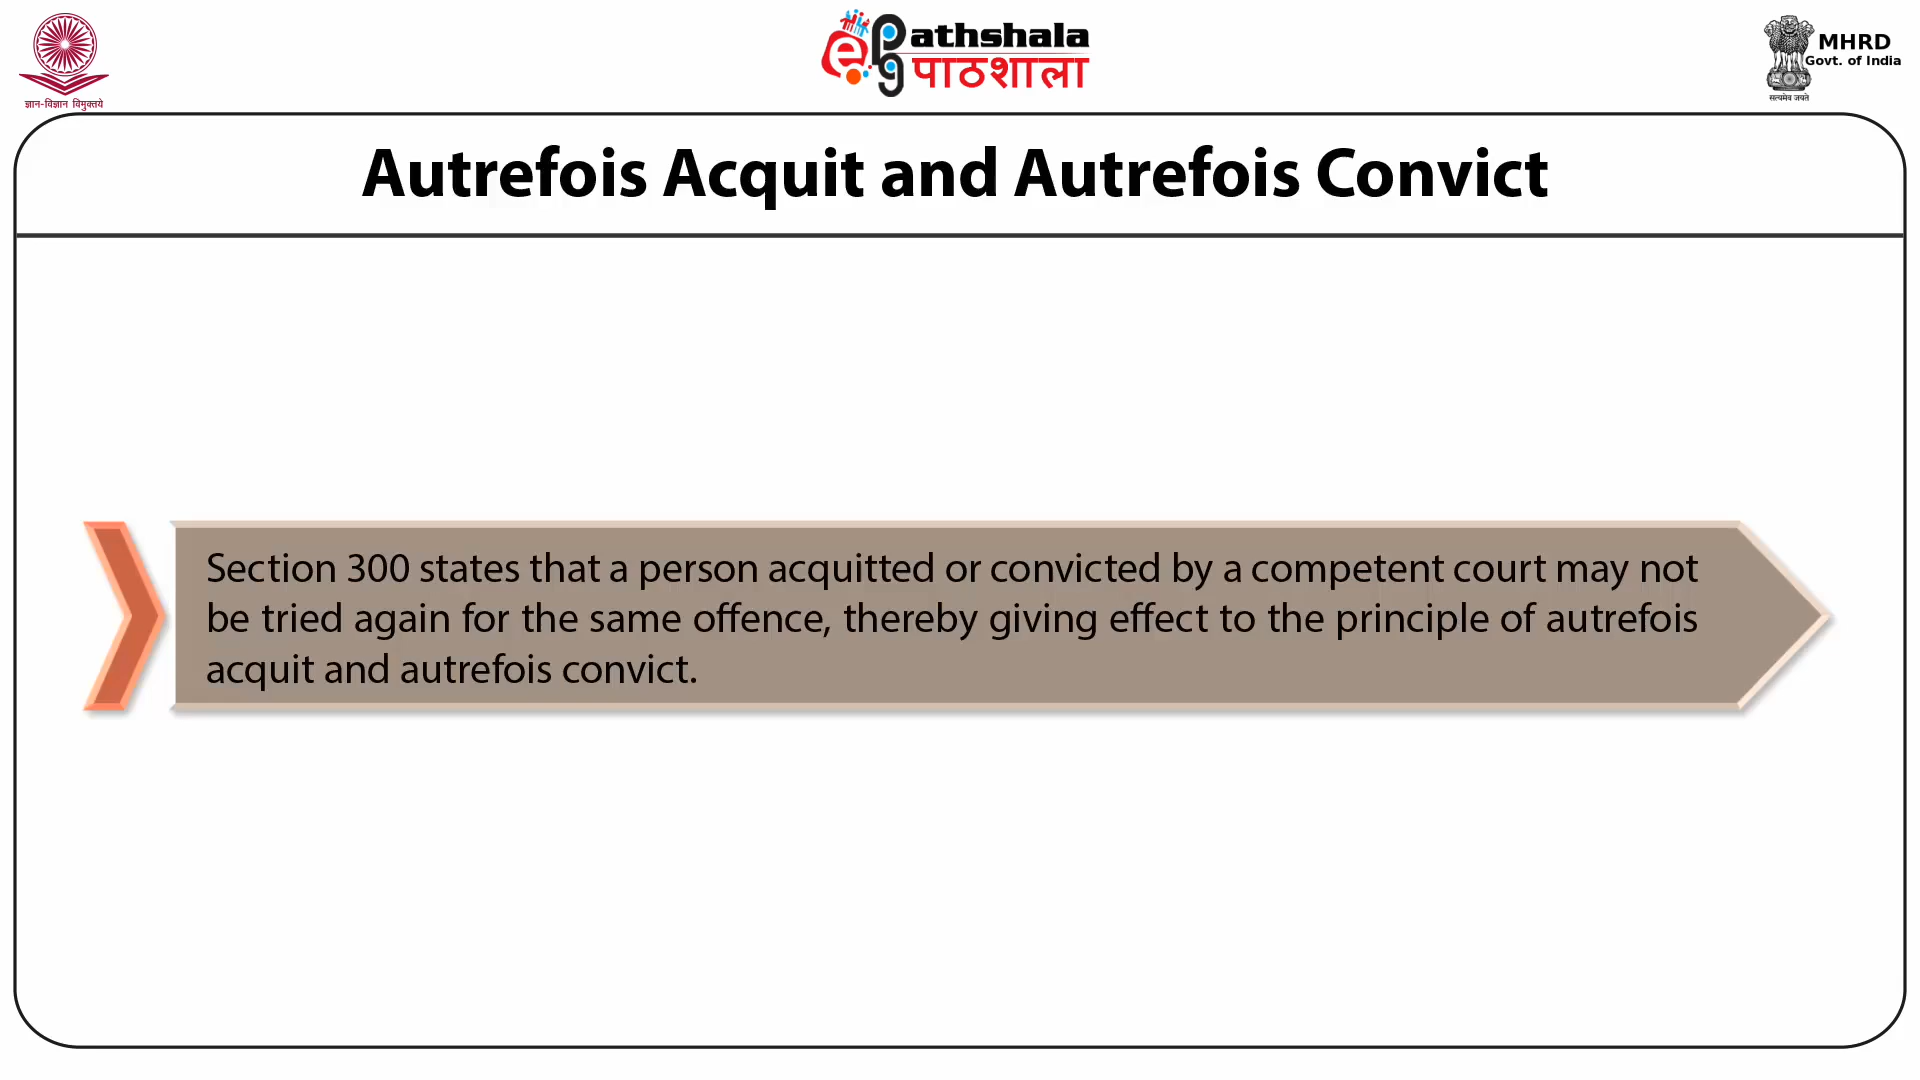 ज्ञान-विज्ञान विमुक्तये
ePg athshala
पाठशाला
MHRD
Govt. of India
सत्यमेव जयते
Autrefois Acquit and Autrefois Convict
Section 300 states that a person acquitted or convicted by a competent court may not
be tried again for the same offence, thereby giving effect to the principle of autrefois
acquit and autrefois convict.